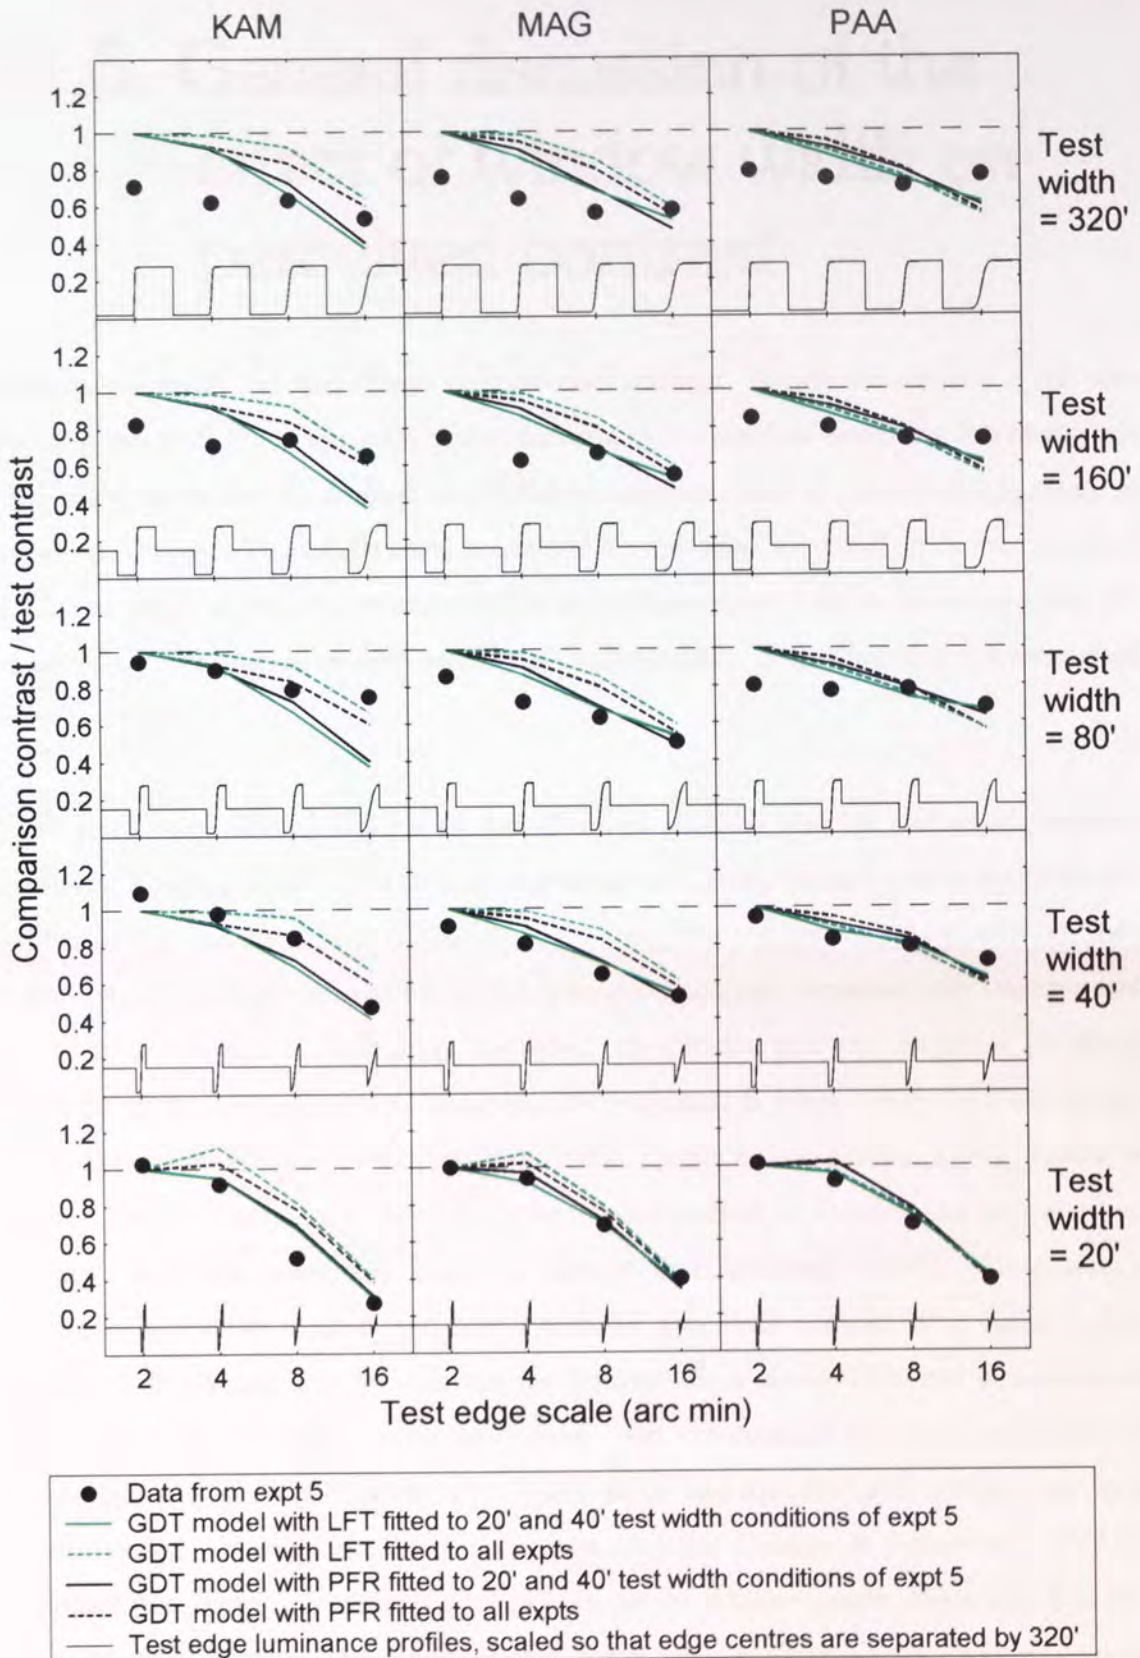 KAM MAG PAA
1.2
1
0.8
0.6
0.4
0.2
Test
width
= 320'
1.2
1
0.8
0.6
0.4
0.2
Test
width
= 160'
1.2
1
0.8
0.6
0.4
0.2
Test
width
= 80'
1.2
1
0.8
0.6
0.4
0.2
Test
width
= 40'
1.2
1
0.8
0.6
0.4
0.2
Test
width
= 20'
Comparison contrast / test contrast
2 4 8 16 2 4 8 16 2 4 8 16
Test edge scale (arc min)
Data from expt 5
GDT model with LFT fitted to 20' and 40' test width conditions of expt 5
GDT model with LFT fitted to all expts
GDT model with PFR fitted to 20' and 40' test width conditions of expt 5
GDT model with PFR fitted to all expts
Test edge luminance profiles, scaled so that edge centres are separated by 320'